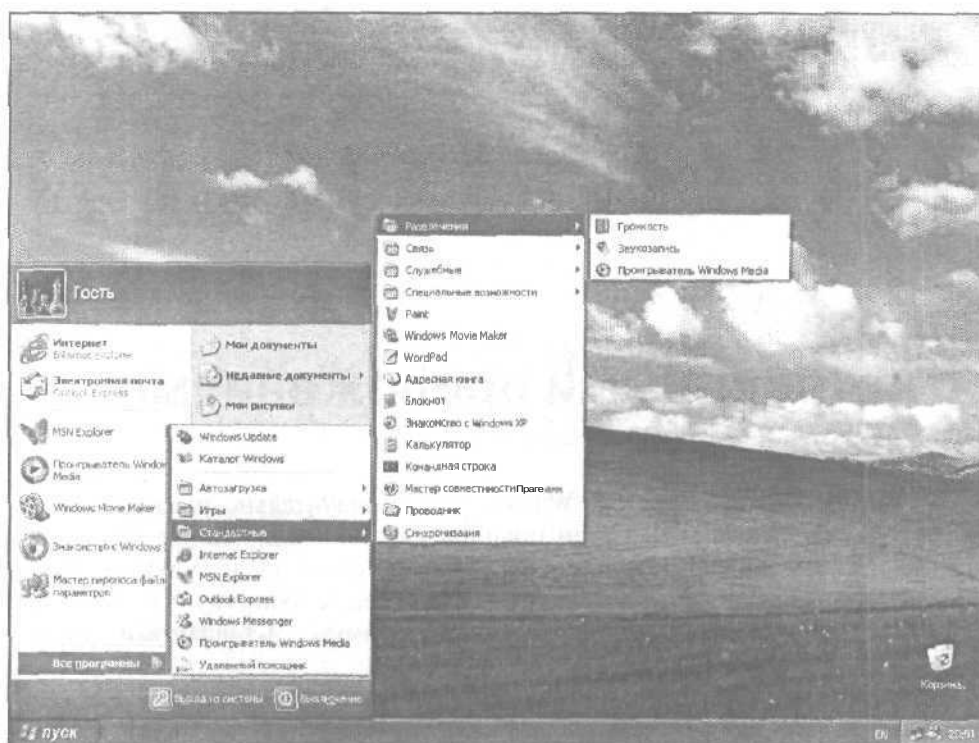 Гость
Интернет
Internet Explorer
Электронная почта
Outlook Express
MSN Explorer
Проигрыватель Window
Media
Windows Movie Maker
Знакомство с Windows
Мастер переноса файл
параметров
Все программы
Мои документы
Недавние документы
Мои рисунки
Windows Update
Каталог Windows
Автозагрузка
Игры
Стандартные
Internet Explorer
MSN Explorer
Outlook Express
Windows Messenger
Проигрыватель Windows Media
Удаленный помощник
Развлечения
Связь
Служебные
Специальные возможности
Paint
Windows Movie Maker
WordPad
Адресная книга
Блокнот
Знакомство с Windows XP
Калькулятор
Командная строка
Мастер совместимости
Проводник
Синхронизация
Громкость
Звукозапись
Проигрыватель Windows Media
Выход из системы
Выключение
Корзина
пуск
EN